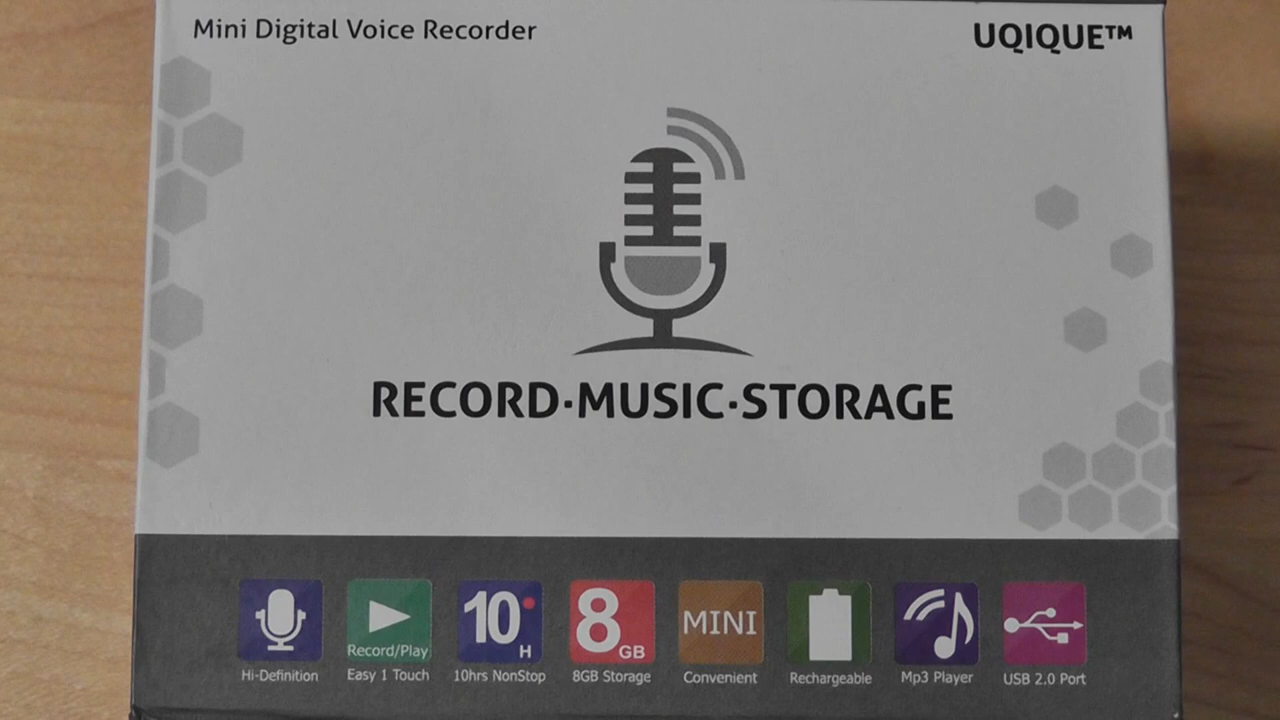 Mini Digital Voice Recorder
UQIQUE™
RECORD·MUSIC·STORAGE
Record/Play
10
H
8
GB
MINI
Hi-Definition
Easy 1 Touch
10hrs NonStop
8GB Storage
Convenient
Rechargeable
Mp3 Player
USB 2.0 Port